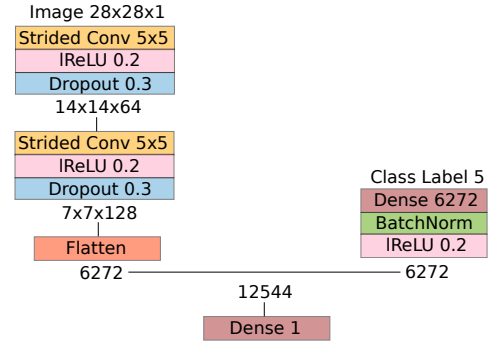 Image 28x28x1
Strided Conv 5x5
lReLU 0.2
Dropout 0.3
14x14x64
Strided Conv 5x5
lReLU 0.2
Dropout 0.3
7x7x128
Flatten
6272
Class Label 5
Dense 6272
BatchNorm
lReLU 0.2
6272
12544
Dense 1